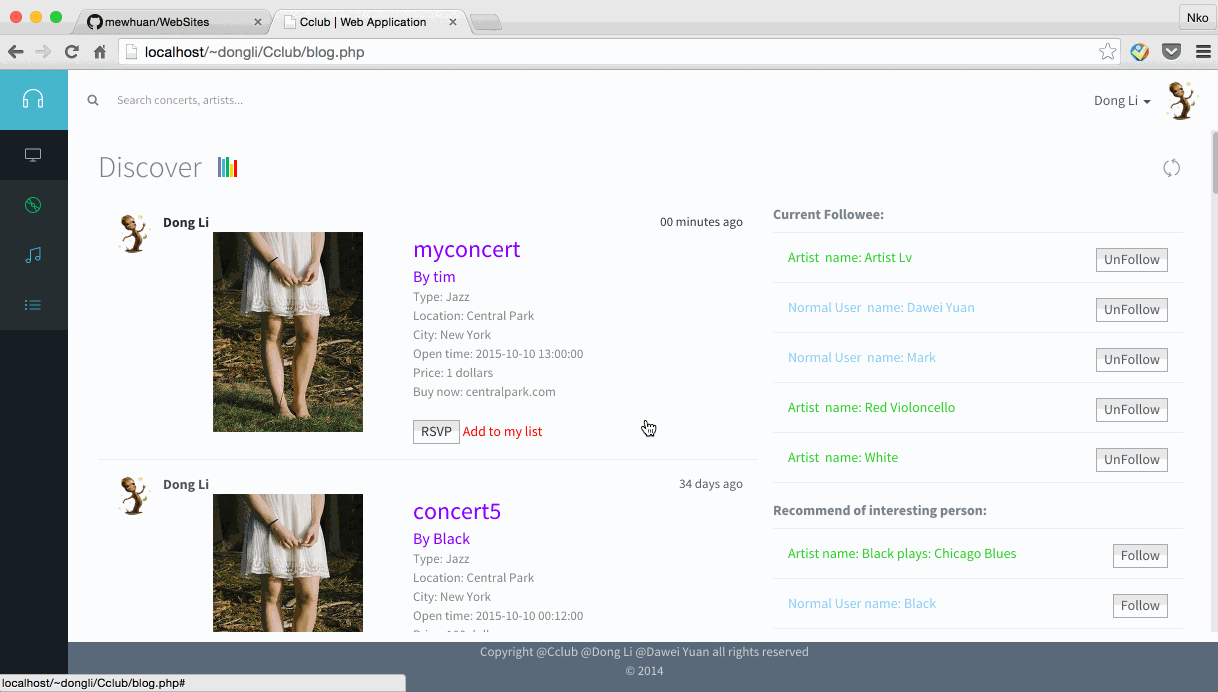 mewhuan/WebSites
Cclub | Web Application
Nko
localhost/~dongli/Cclub/blog.php
Search concerts, artists...
Dong Li
Discover
Dong Li
00 minutes ago
myconcert
By tim
Type: Jazz
Location: Central Park
City: New York
Open time: 2015-10-10 13:00:00
Price: 1 dollars
Buy now: centralpark.com
RSVP Add to my list
Dong Li
34 days ago
concert5
By Black
Type: Jazz
Location: Central Park
City: New York
Open time: 2015-10-10 00:12:00
Current Followee:
Artist name: Artist Lv UnFollow
Normal User name: Dawei Yuan UnFollow
Normal User name: Mark UnFollow
Artist name: Red Violoncello UnFollow
Artist name: White UnFollow
Recommend of interesting person:
Artist name: Black plays: Chicago Blues Follow
Normal User name: Black Follow
Copyright @Cclub @Dong Li @Dawei Yuan all rights reserved
© 2014
localhost/~dongli/Cclub/blog.php#